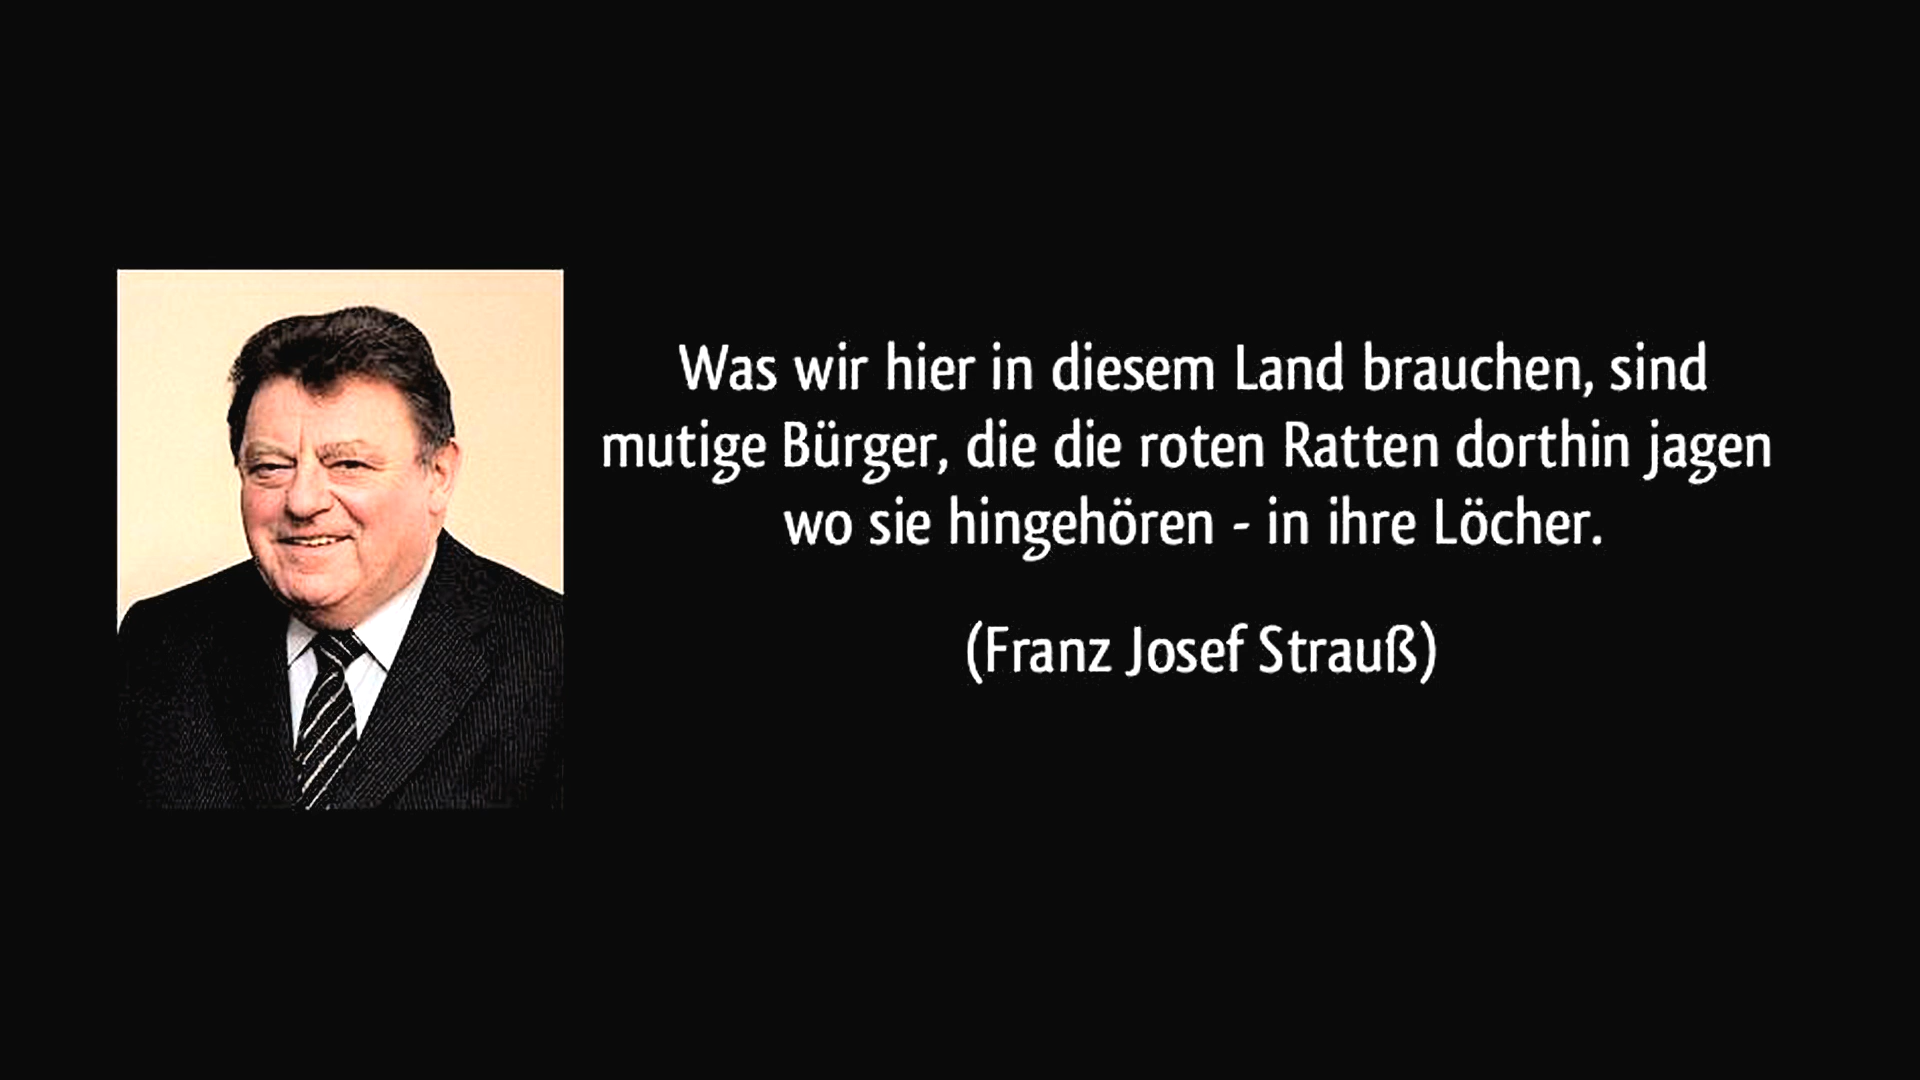 Was wir hier in diesem Land brauchen, sind
mutige Bürger, die die roten Ratten dorthin jagen
wo sie hingehören - in ihre Löcher.
(Franz Josef Strauß)